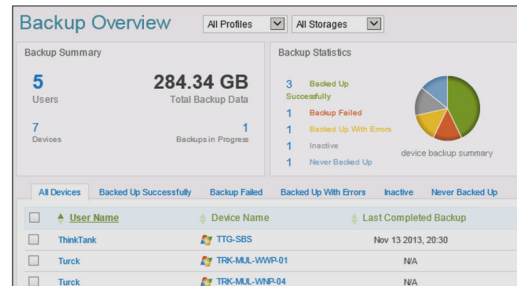 Backup Overview All Profiles All Storages
Backup Summary
5
Users
284.34 GB
Total Backup Data
7
Devices
1
Backups in Progress
Backup Statistics
3 Backed Up Successfully
1 Backup Failed
1 Backed Up With Errors
1 Inactive
1 Never Backed Up
device backup summary
All Devices Backed Up Successfully Backup Failed Backed Up With Errors Inactive Never Backed Up
User Name Device Name Last Completed Backup
ThinkTank TTG-SBS Nov 13 2013, 20:30
Turck TRK-MUL-WWP-01 N/A
Turck TRK-MUL-WNP-04 N/A